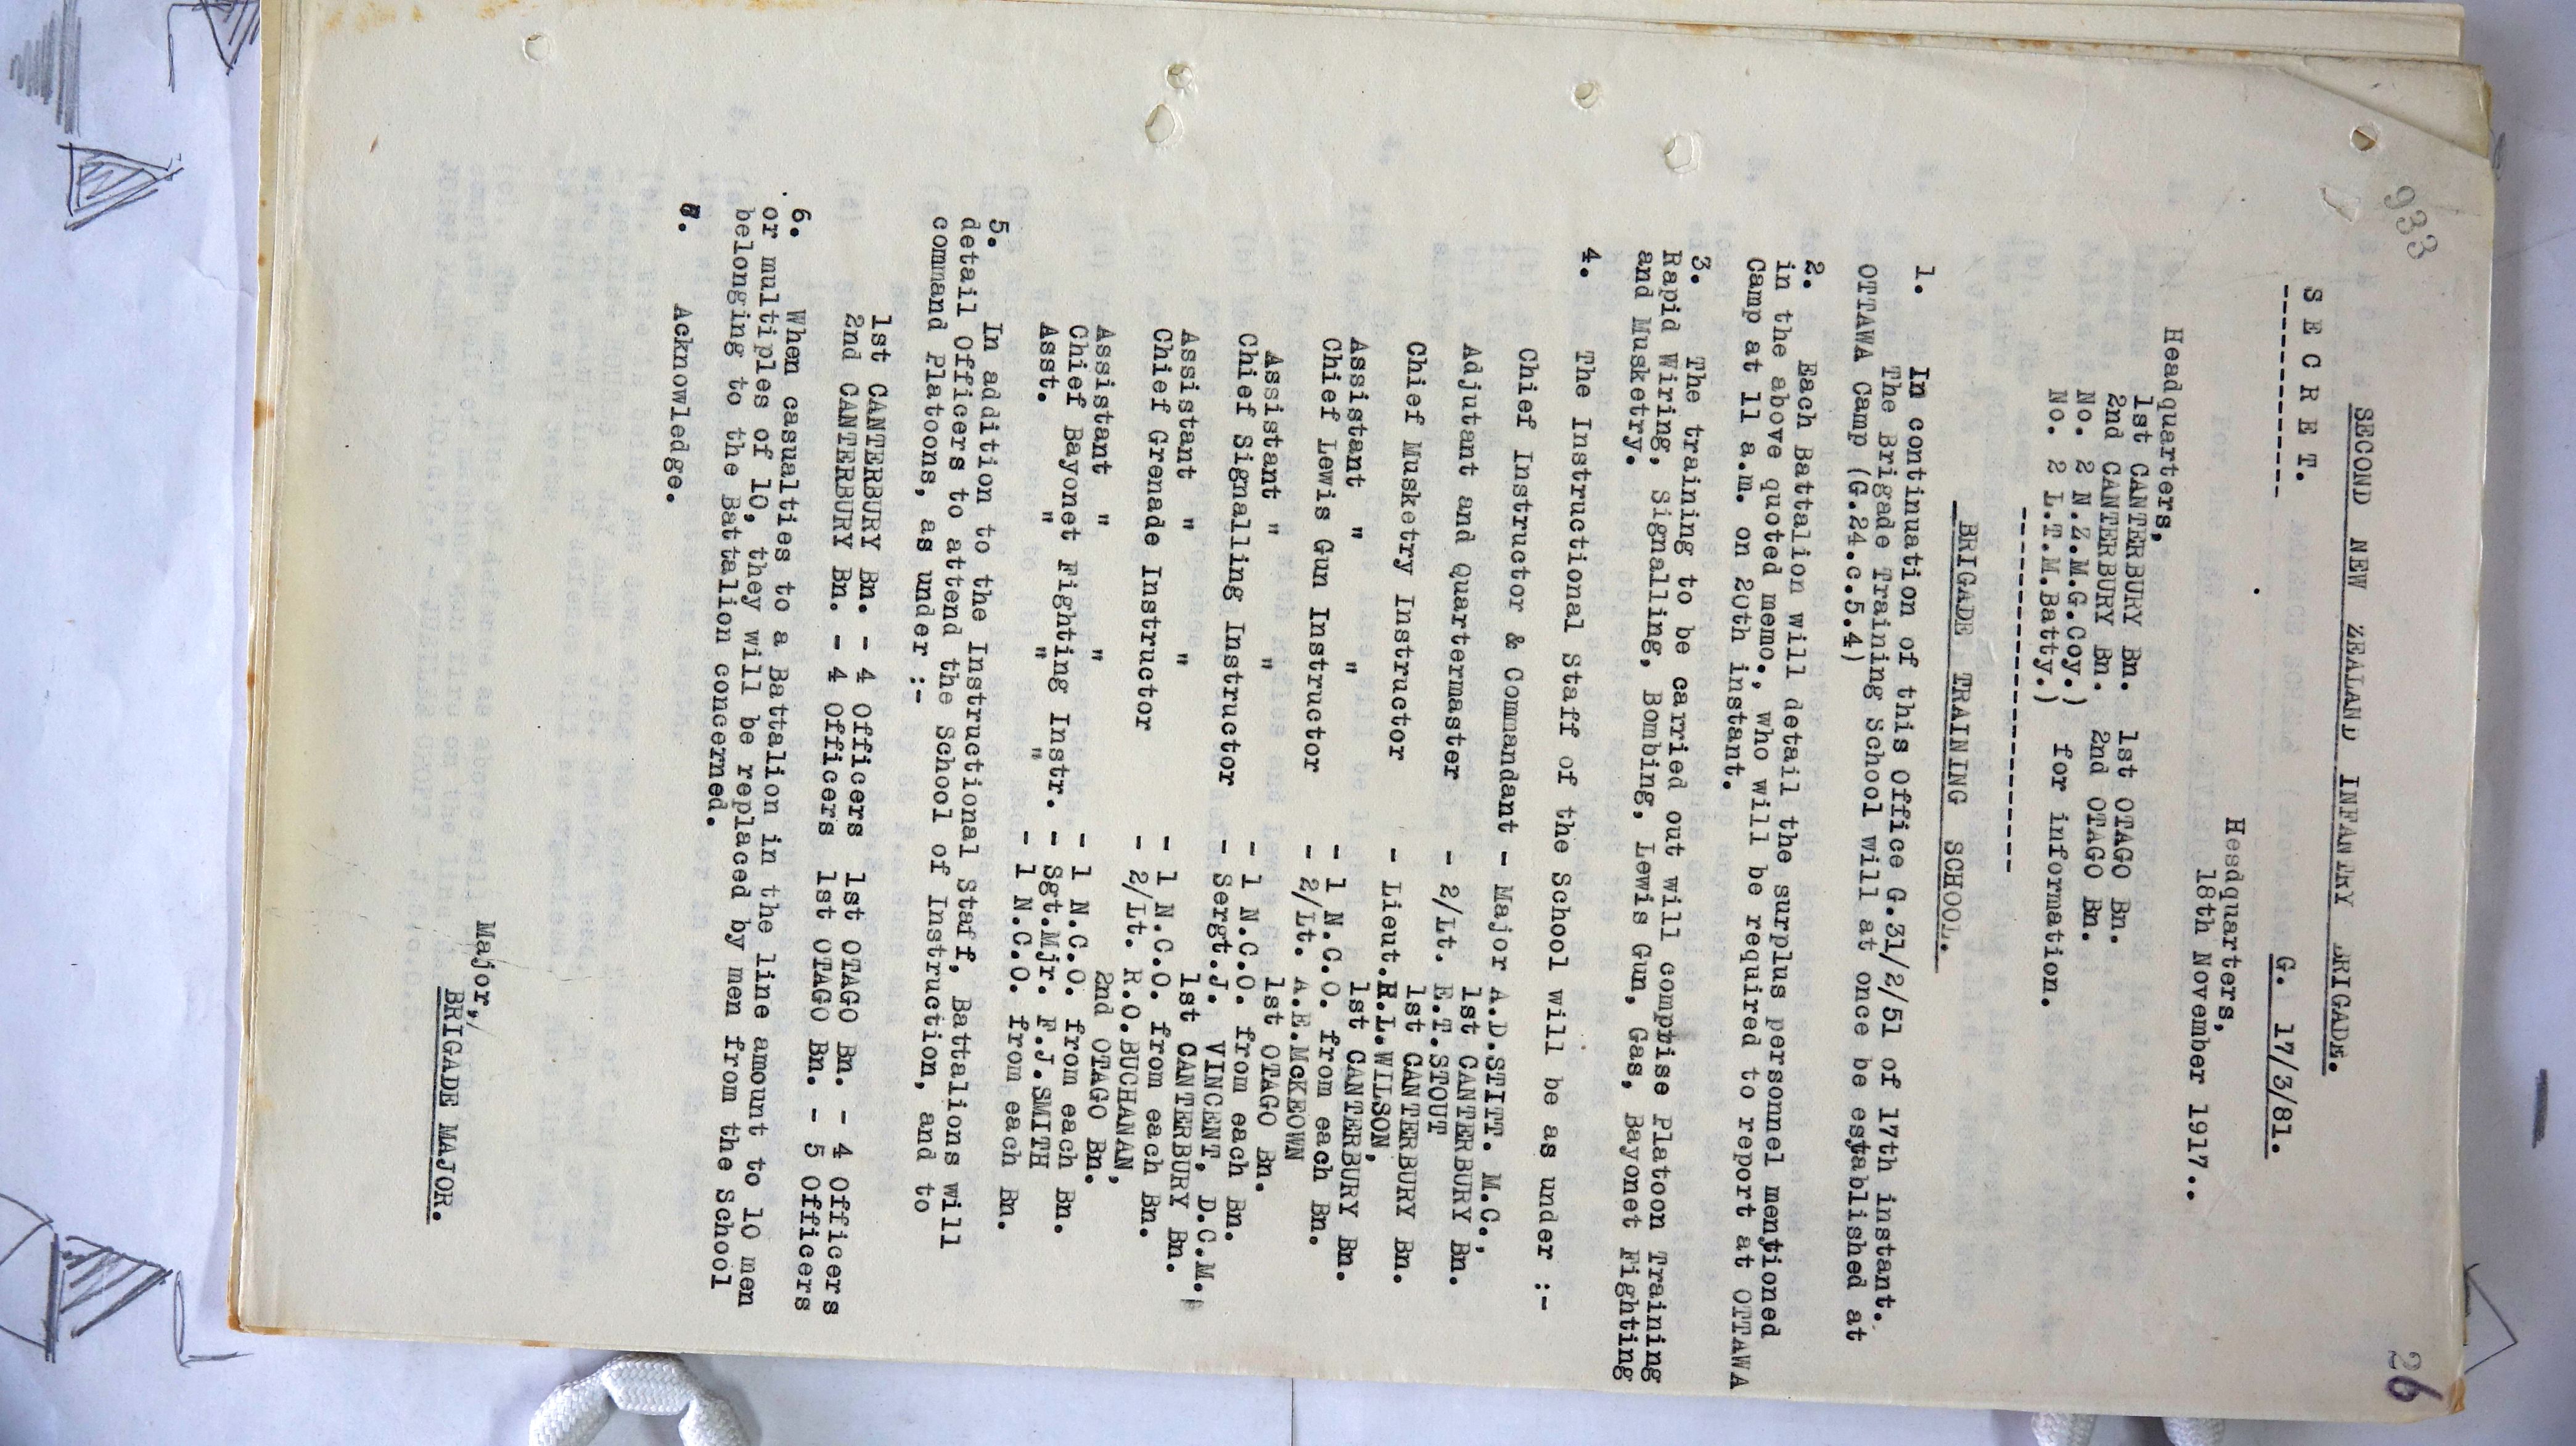 933
26
SECOND NEW ZEALAND INFANTRY BRIGADE.
S E C R E T.
G. 17/3/81.
Headquarters,
18th November 1917..
Headquarters,
1st CANTERBURY Bn. 1st OTAGO Bn.
2nd CANTERBURY Bn. 2nd OTAGO Bn.
No. 2 N.Z.M.G.Coy.)
No. 2 L.T.M.Batty.) for information.
BRIGADE TRAINING SCHOOL.
1. In continuation of this Office G.31/2/51 of 17th instant.
The Brigade Training School will at once be established at
OTTAWA Camp (G.24.c.5.4)
2. Each Battalion will detail the surplus personnel mentioned
in the above quoted memo., who will be required to report at OTTAWA
Camp at 11 a.m. on 20th instant.
3. The training to be carried out will comprise Platoon Training
Rapid Wiring, Signalling, Bombing, Lewis Gun, Gas, Bayonet Fighting
and Musketry.
4. The Instructional Staff of the School will be as under :-
Chief Instructor & Commandant - Major A.D.STITT. M.C.,
1st CANTERBURY Bn.
Adjutant and Quartermaster - 2/Lt. E.T.STOUT
1st CANTERBURY Bn.
Chief Musketry Instructor - Lieut.H.L.WILSON,
1st CANTERBURY Bn.
Assistant " " - 1 N.C.O. from each Bn.
Chief Lewis Gun Instructor - 2/Lt. A.E.McKEOWN
1st OTAGO Bn.
Assistant " " - 1 N.C.O. from each Bn.
Chief Signalling Instructor - Sergt.J. VINCENT, D.C.M.
1st CANTERBURY Bn.
Assistant " " - 1 N.C.O. from each Bn.
Chief Grenade Instructor - 2/Lt. R.O.BUCHANAN,
2nd OTAGO Bn.
Assistant " " - 1 N.C.O. from each Bn.
Chief Bayonet Fighting Instr. - Sgt.Mjr. F.J.SMITH
Asst. " " " - 1 N.C.O. from each Bn.
5. In addition to the Instructional Staff, Battalions will
detail Officers to attend the School of Instruction, and to
command Platoons, as under :-
1st CANTERBURY Bn. - 4 Officers 1st OTAGO Bn. - 4 Officers
2nd CANTERBURY Bn. - 4 Officers 1st OTAGO Bn. - 5 Officers
6. When casualties to a Battalion in the line amount to 10 men
or multiples of 10, they will be replaced by men from the School
belonging to the Battalion concerned.
7. Acknowledge.
Major,
BRIGADE MAJOR.